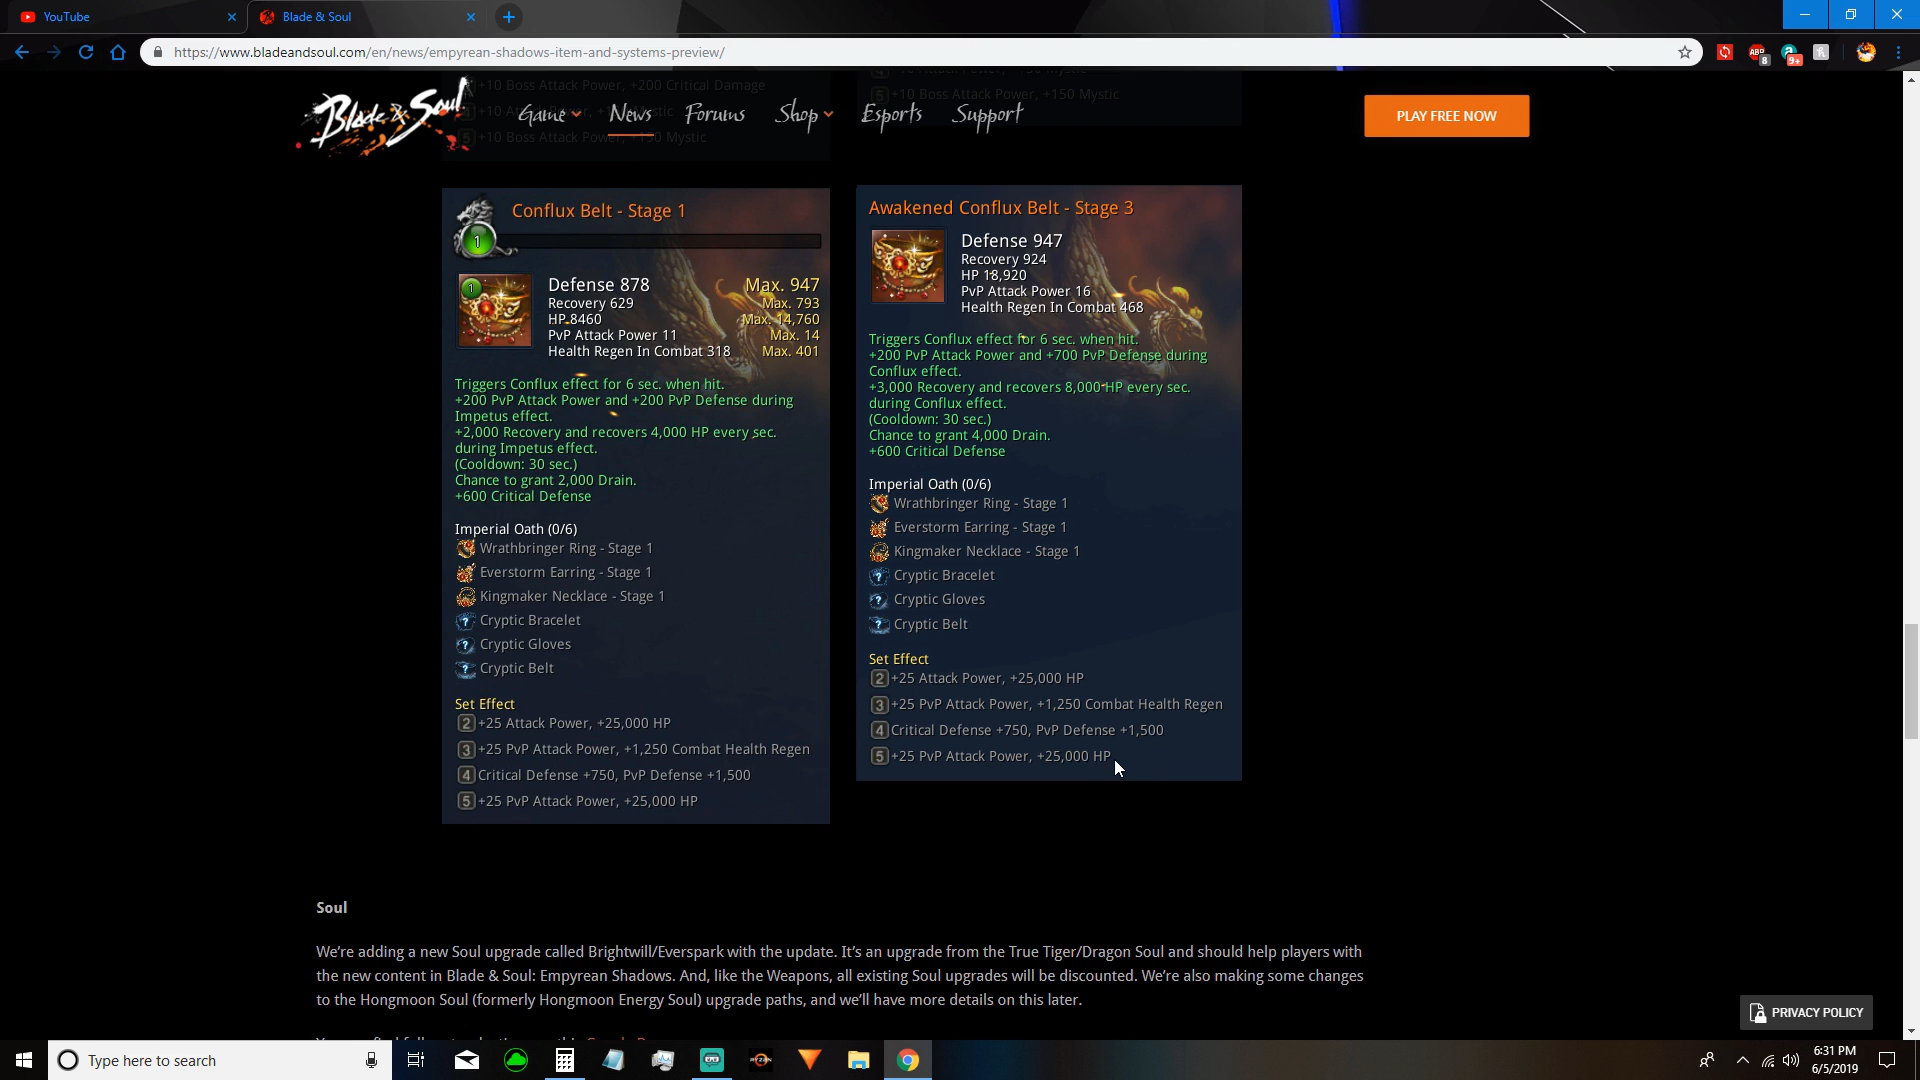 YouTube
Blade & Soul
https://www.bladeandsoul.com/en/news/empyrean-shadows-item-and-systems-preview/
ABP
8
9+
+10 Boss Attack Power, +200 Critical Damage
5 +10 Boss Attack Power, +150 Mystic
Blade & Soul
Game
News
Forums
Shop
Esports
Support
PLAY FREE NOW
5 +10 Boss Attack Power, +150 Mystic
Conflux Belt - Stage 1
1
1
Defense 878 Max. 947
Recovery 629 Max. 793
HP 8460 Max. 14,760
PvP Attack Power 11 Max. 14
Health Regen In Combat 318 Max. 401
Triggers Conflux effect for 6 sec. when hit.
+200 PvP Attack Power and +200 PvP Defense during
Impetus effect.
+2,000 Recovery and recovers 4,000 HP every sec.
during Impetus effect.
(Cooldown: 30 sec.)
Chance to grant 2,000 Drain.
+600 Critical Defense
Imperial Oath (0/6)
Wrathbringer Ring - Stage 1
Everstorm Earring - Stage 1
Kingmaker Necklace - Stage 1
? Cryptic Bracelet
? Cryptic Gloves
? Cryptic Belt
Set Effect
2 +25 Attack Power, +25,000 HP
3 +25 PvP Attack Power, +1,250 Combat Health Regen
4 Critical Defense +750, PvP Defense +1,500
5 +25 PvP Attack Power, +25,000 HP
Awakened Conflux Belt - Stage 3
Defense 947
Recovery 924
HP 18,920
PvP Attack Power 16
Health Regen In Combat 468
Triggers Conflux effect for 6 sec. when hit.
+200 PvP Attack Power and +700 PvP Defense during
Conflux effect.
+3,000 Recovery and recovers 8,000 HP every sec.
during Conflux effect.
(Cooldown: 30 sec.)
Chance to grant 4,000 Drain.
+600 Critical Defense
Imperial Oath (0/6)
Wrathbringer Ring - Stage 1
Everstorm Earring - Stage 1
Kingmaker Necklace - Stage 1
? Cryptic Bracelet
? Cryptic Gloves
? Cryptic Belt
Set Effect
2 +25 Attack Power, +25,000 HP
3 +25 PvP Attack Power, +1,250 Combat Health Regen
4 Critical Defense +750, PvP Defense +1,500
5 +25 PvP Attack Power, +25,000 HP
Soul
We're adding a new Soul upgrade called Brightwill/Everspark with the update. It's an upgrade from the True Tiger/Dragon Soul and should help players with
the new content in Blade & Soul: Empyrean Shadows. And, like the Weapons, all existing Soul upgrades will be discounted. We're also making some changes
to the Hongmoon Soul (formerly Hongmoon Energy Soul) upgrade paths, and we'll have more details on this later.
PRIVACY POLICY
Type here to search
RYZEN
6:31 PM
6/5/2019